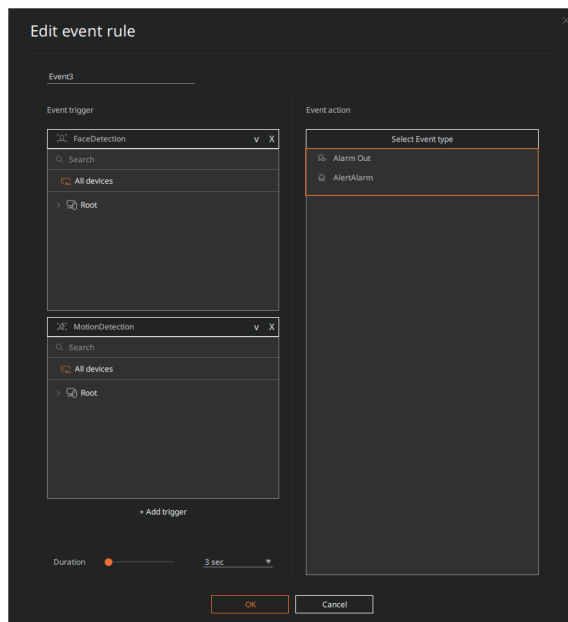 Edit event rule
Event3
Event trigger
FaceDetection v X
Search
All devices
> Root
MotionDetection v X
Search
All devices
> Root
+ Add trigger
Duration 3 sec
Event action
Select Event type
Alarm Out
AlertAlarm
OK Cancel